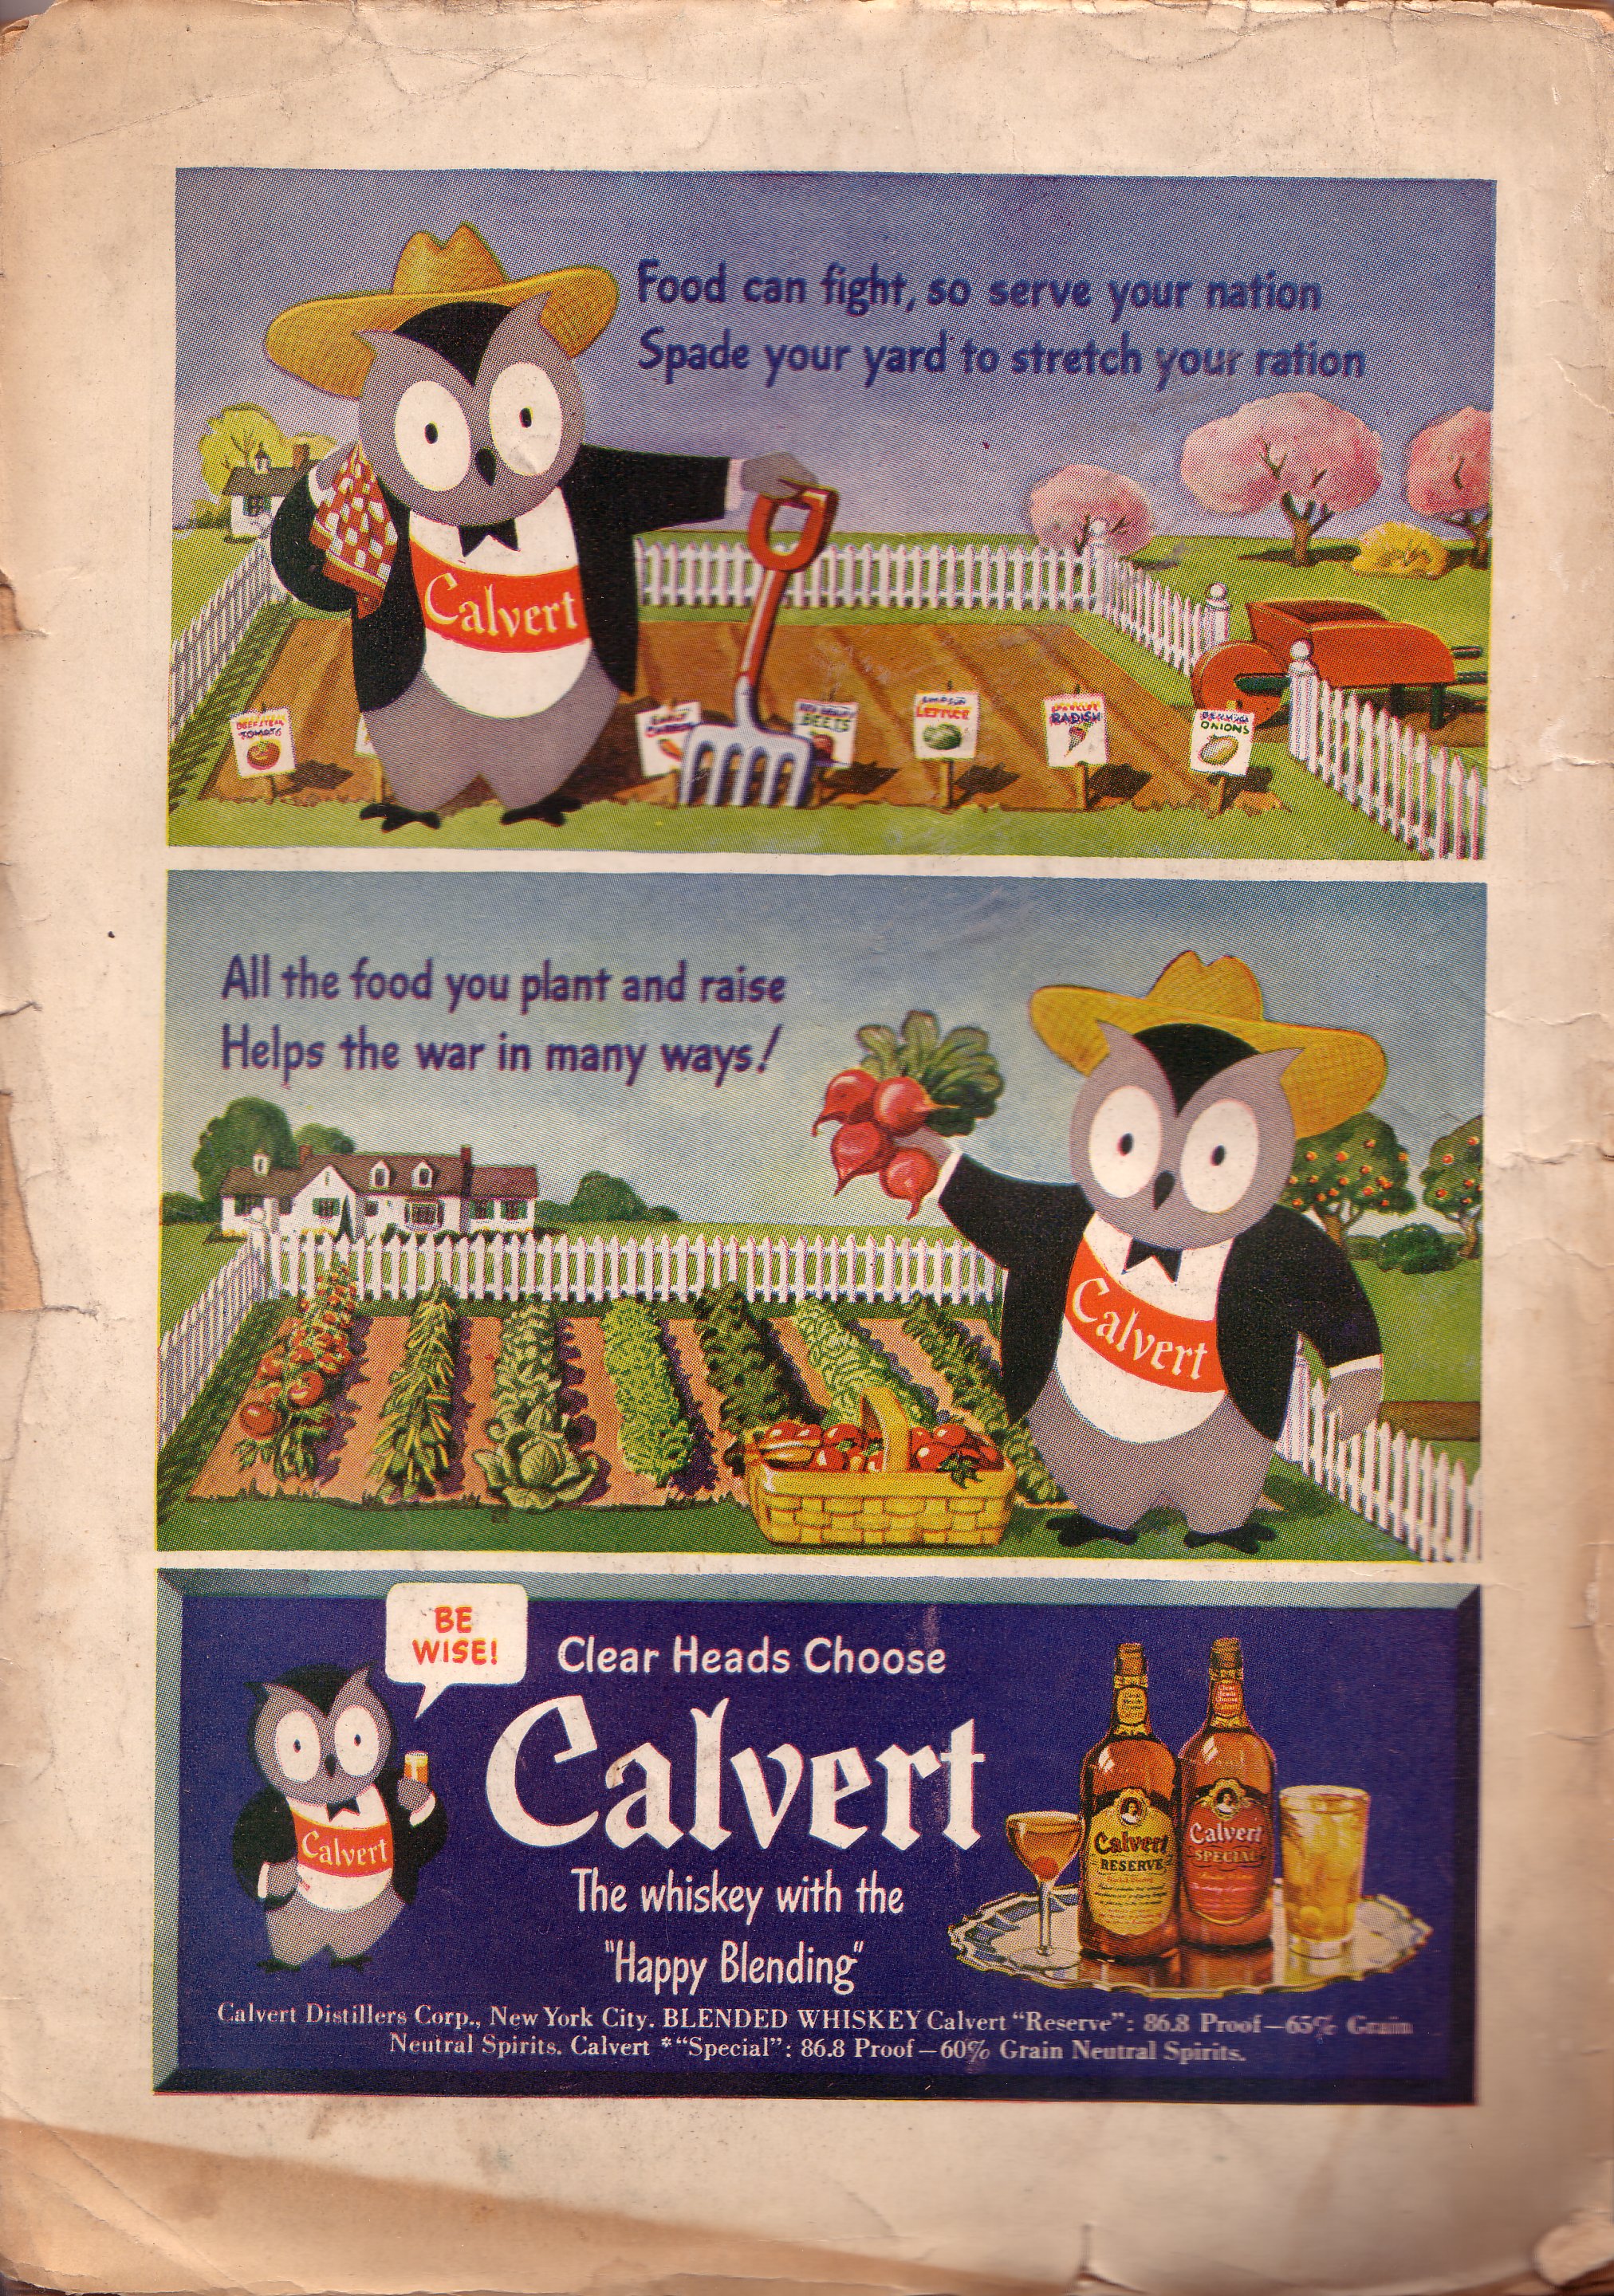 Food can fight, so serve your nation
Spade your yard to stretch your ration
Calvert
BEEFSTEAK
TOMATO
BEETS
LETTUCE
RADISH
ONIONS
All the food you plant and raise
Helps the war in many ways!
Calvert
BE
WISE!
Clear Heads Choose
Calvert
Calvert
The whiskey with the
"Happy Blending"
Clear
Heads
Choose
Calvert
Calvert
RESERVE
Calvert
SPECIAL
Calvert Distillers Corp., New York City. BLENDED WHISKEY Calvert “Reserve”: 86.8 Proof—65% Grain
Neutral Spirits. Calvert *“Special”: 86.8 Proof—60% Grain Neutral Spirits.